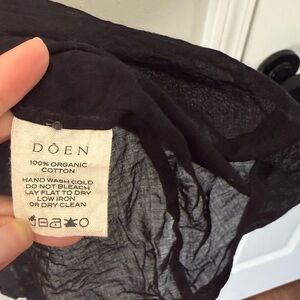 DÔEN
100% ORGANIC
COTTON
HAND WASH COLD
DO NOT BLEACH
LAY FLAT TO DRY
LOW IRON
OR DRY CLEAN